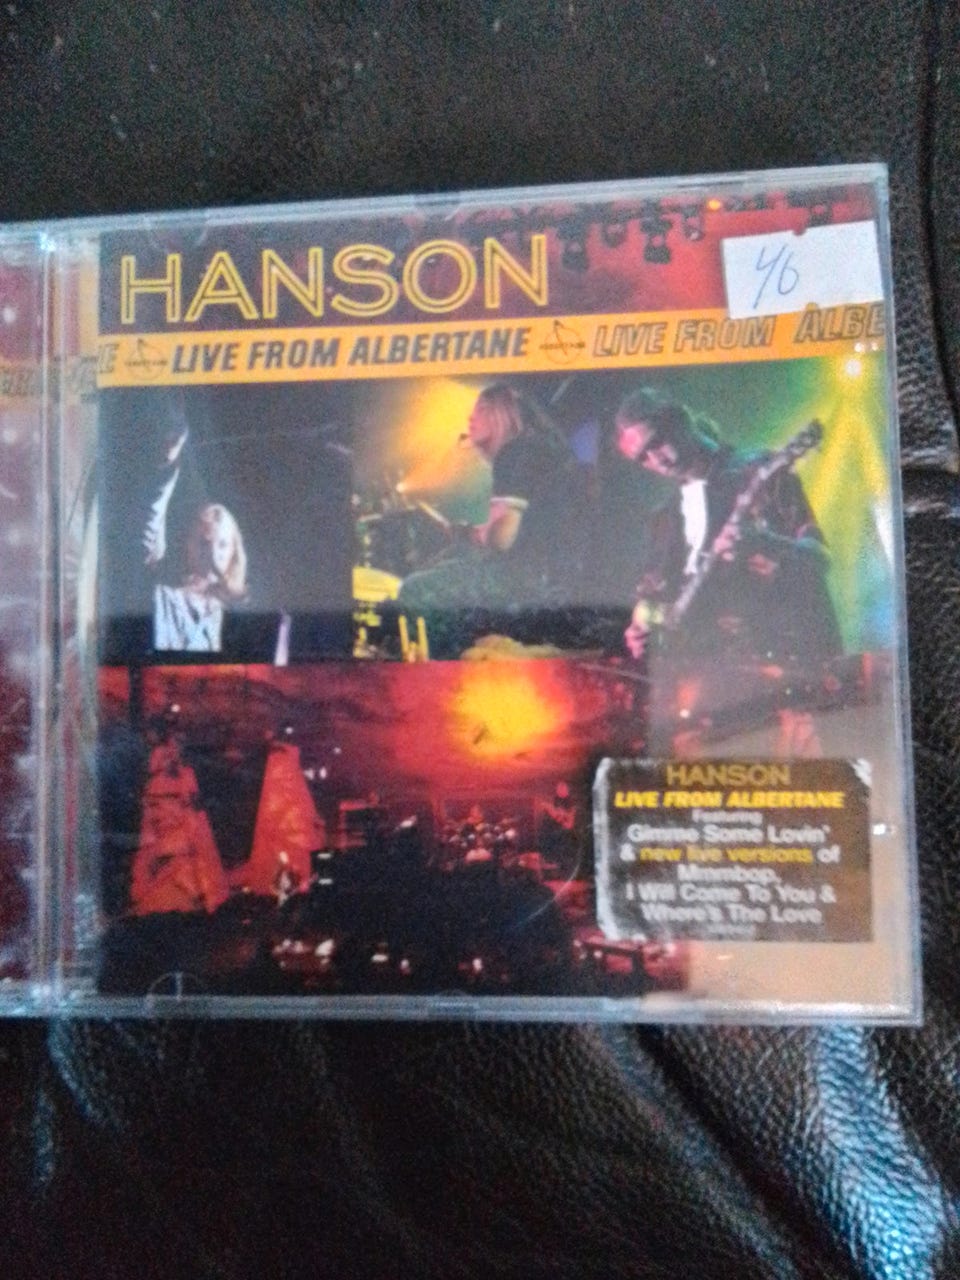 HANSON
46
LIVE FROM ALBERTANE LIVE FROM ALBE
HANSON
LIVE FROM ALBERTANE
Featuring
Gimme Some Lovin'
& new live versions of
Mmmbop,
I Will Come To You &
Where's The Love